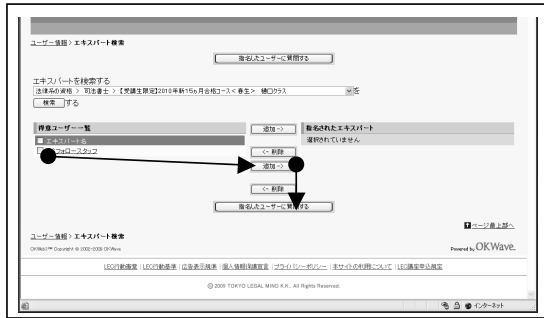 ユーザー情報 > エキスパート検索
指名したユーザーに質問する
エキスパートを検索する
法律系の資格 > 司法書士 > 【受講生限定】2010年新15ヵ月合格コース<春生> 樋口クラス を
検索 する
得意ユーザー一覧 追加-> 指名されたエキスパート
エキスパート名 選択されていません
フォロースタッフ <-削除
追加->
<-削除
指名したユーザーに質問する
ページ最上部へ
ユーザー情報 > エキスパート検索
Copyright © 2002-2009 OKWave. Powered by OKWave.
LEC行動憲章 | LEC行動基準 | 広告表示規準 | 個人情報保護宣言 | プライバシーポリシー | 本サイトの利用について | LEC講座申込規定
© 2009 TOKYO LEGAL MIND K.K., All Rights Reserved.
インターネット